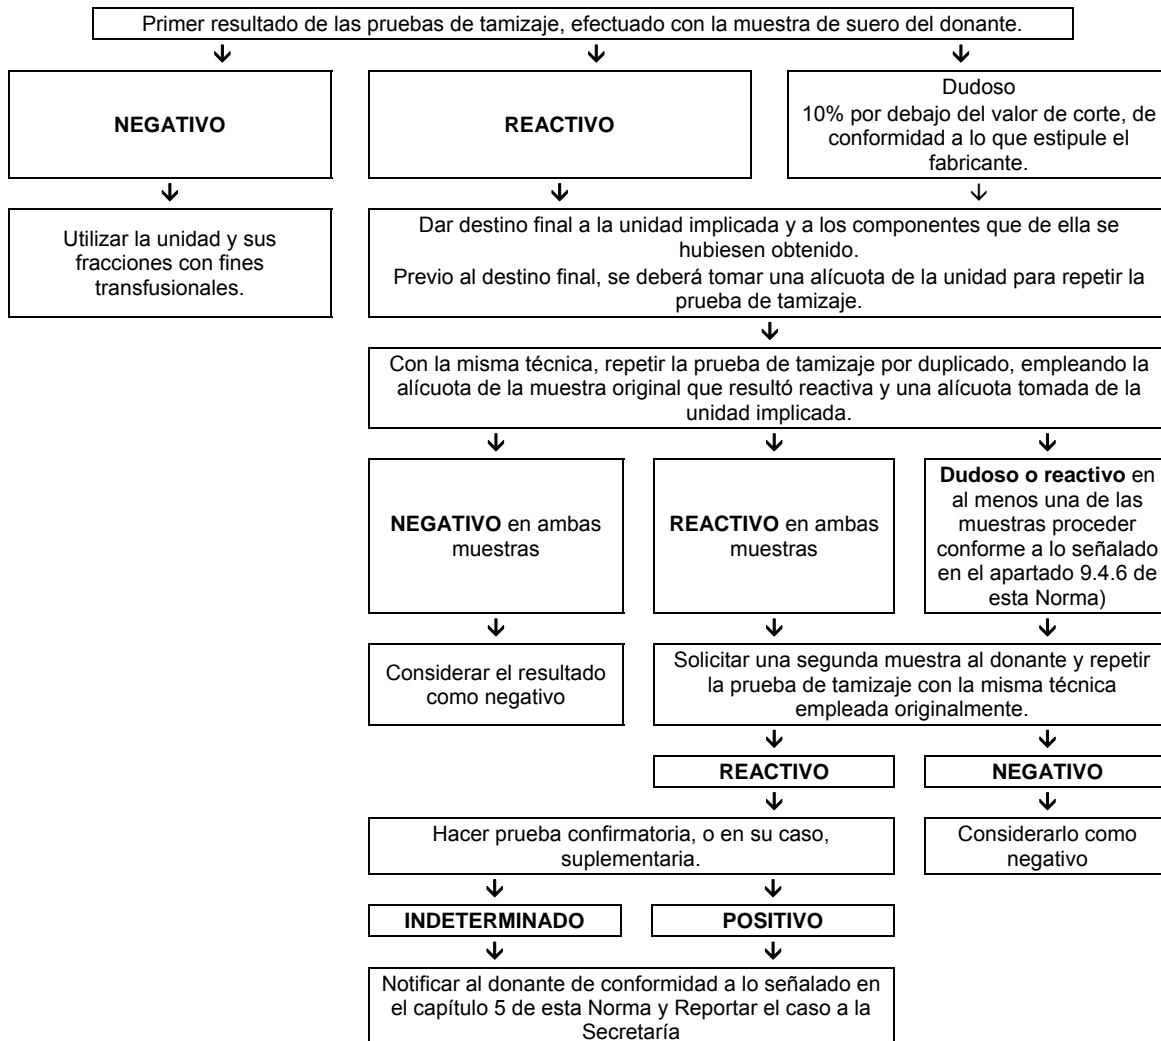 Primer resultado de las pruebas de tamizaje, efectuado con la muestra de suero del donante.
NEGATIVO
REACTIVO
Dudoso
10% por debajo del valor de corte, de
conformidad a lo que estipule el
fabricante.
Utilizar la unidad y sus
fracciones con fines
transfusionales.
Dar destino final a la unidad implicada y a los componentes que de ella se
hubiesen obtenido.
Previo al destino final, se deberá tomar una alícuota de la unidad para repetir la
prueba de tamizaje.
Con la misma técnica, repetir la prueba de tamizaje por duplicado, empleando la
alícuota de la muestra original que resultó reactiva y una alícuota tomada de la
unidad implicada.
NEGATIVO en ambas
muestras
REACTIVO en ambas
muestras
Dudoso o reactivo en
al menos una de las
muestras proceder
conforme a lo señalado
en el apartado 9.4.6 de
esta Norma)
Considerar el resultado
como negativo
Solicitar una segunda muestra al donante y repetir
la prueba de tamizaje con la misma técnica
empleada originalmente.
REACTIVO
NEGATIVO
Hacer prueba confirmatoria, o en su caso,
suplementaria.
Considerarlo como
negativo
INDETERMINADO
POSITIVO
Notificar al donante de conformidad a lo señalado en
el capítulo 5 de esta Norma y Reportar el caso a la
Secretaría